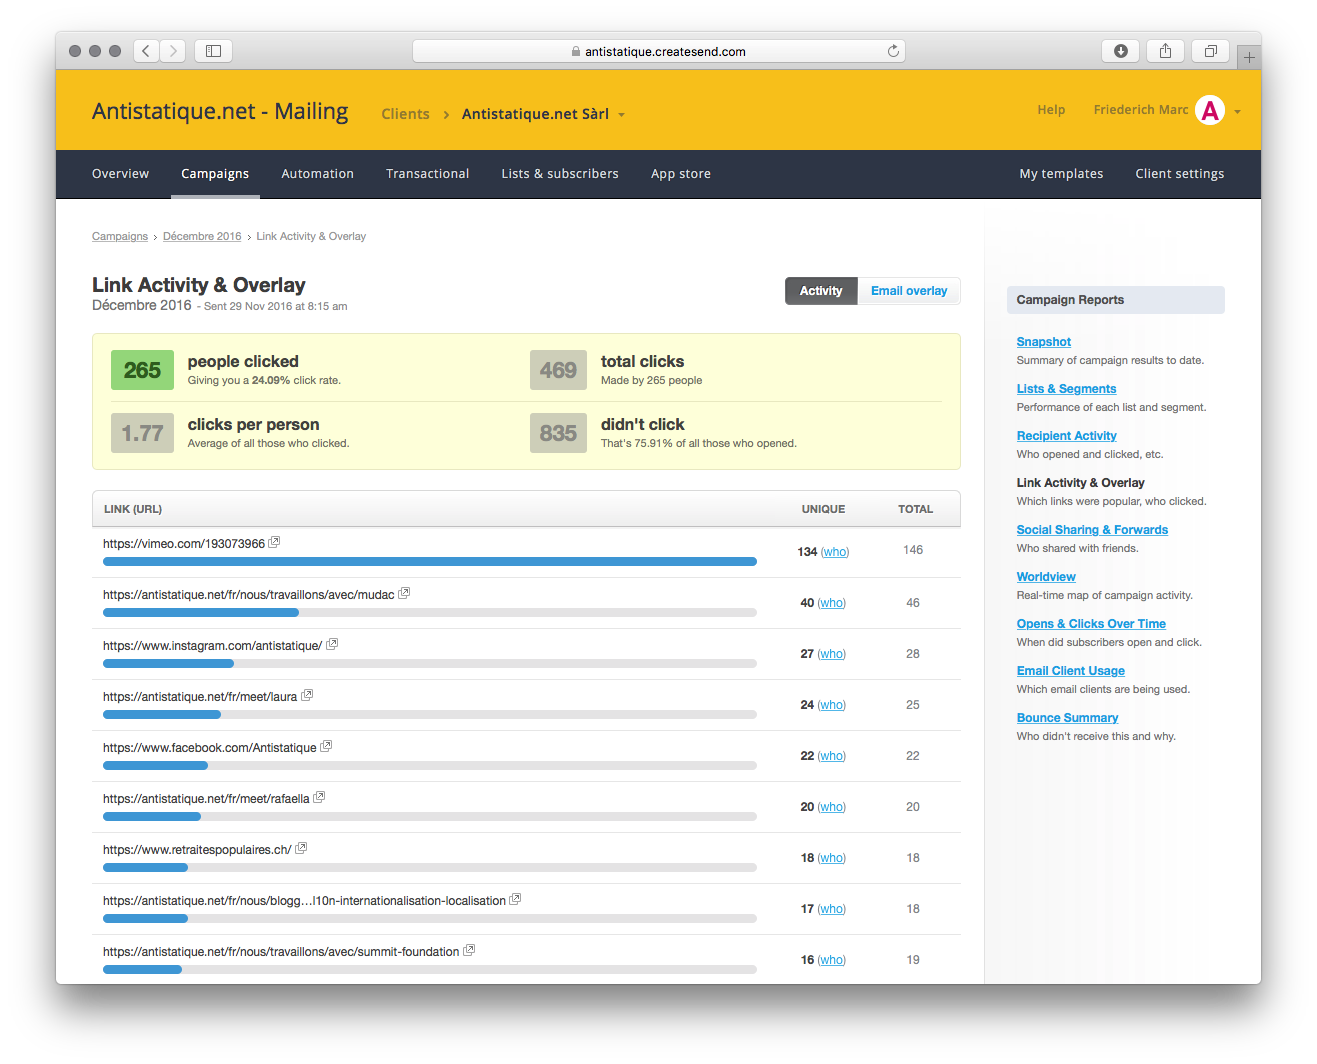 antistatique.createsend.com
Antistatique.net - Mailing
Clients
Antistatique.net Sàrl
Help
Friederich Marc
A
Overview
Campaigns
Automation
Transactional
Lists & subscribers
App store
My templates
Client settings
Campaigns › Décembre 2016 › Link Activity & Overlay
Link Activity & Overlay
Décembre 2016 - Sent 29 Nov 2016 at 8:15 am
Activity
Email overlay
265
people clicked
Giving you a 24.09% click rate.
469
total clicks
Made by 265 people
1.77
clicks per person
Average of all those who clicked.
835
didn't click
That's 75.91% of all those who opened.
LINK (URL) UNIQUE TOTAL
https://vimeo.com/193073966
134 (who) 146
https://antistatique.net/fr/nous/travaillons/avec/mudac
40 (who) 46
https://www.instagram.com/antistatique/
27 (who) 28
https://antistatique.net/fr/meet/laura
24 (who) 25
https://www.facebook.com/Antistatique
22 (who) 22
https://antistatique.net/fr/meet/rafaella
20 (who) 20
https://www.retraitespopulaires.ch/
18 (who) 18
https://antistatique.net/fr/nous/blogg...l10n-internationalisation-localisation
17 (who) 18
https://antistatique.net/fr/nous/travaillons/avec/summit-foundation
16 (who) 19
Campaign Reports
Snapshot
Summary of campaign results to date.
Lists & Segments
Performance of each list and segment.
Recipient Activity
Who opened and clicked, etc.
Link Activity & Overlay
Which links were popular, who clicked.
Social Sharing & Forwards
Who shared with friends.
Worldview
Real-time map of campaign activity.
Opens & Clicks Over Time
When did subscribers open and click.
Email Client Usage
Which email clients are being used.
Bounce Summary
Who didn't receive this and why.